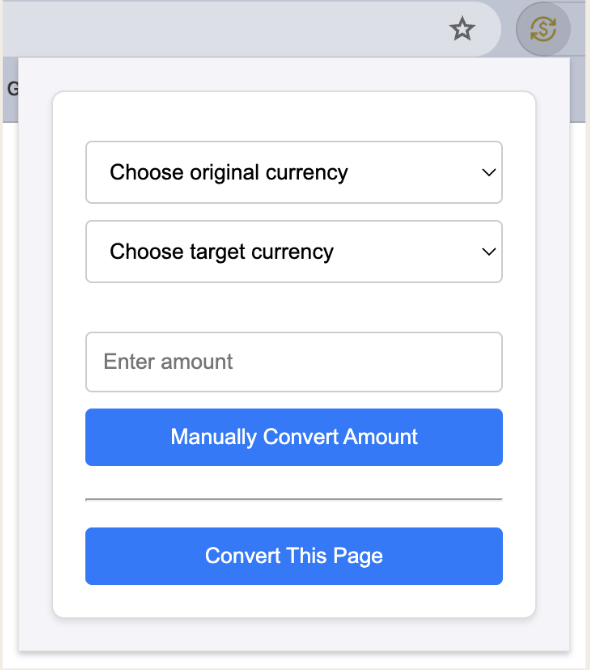 $
G
Choose original currency
Choose target currency
Enter amount
Manually Convert Amount
Convert This Page